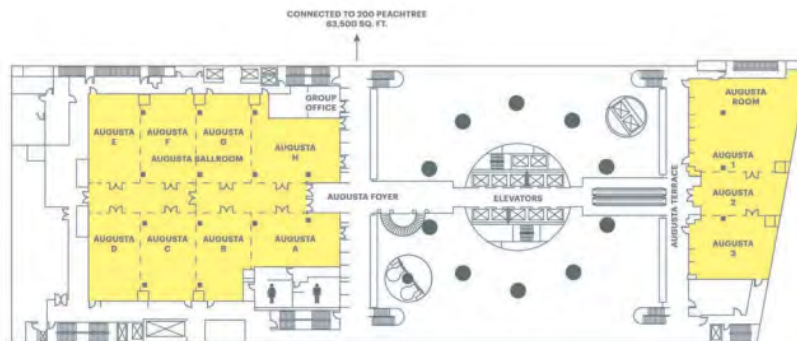 CONNECTED TO 200 PEACHTREE
63,500 SQ. FT.
GROUP
OFFICE
AUGUSTA
E
AUGUSTA
F
AUGUSTA
G
AUGUSTA
H
AUGUSTA BALLROOM
AUGUSTA
D
AUGUSTA
C
AUGUSTA
B
AUGUSTA
A
AUGUSTA FOYER
ELEVATORS
AUGUSTA TERRACE
AUGUSTA
ROOM
AUGUSTA
1
AUGUSTA
2
AUGUSTA
3